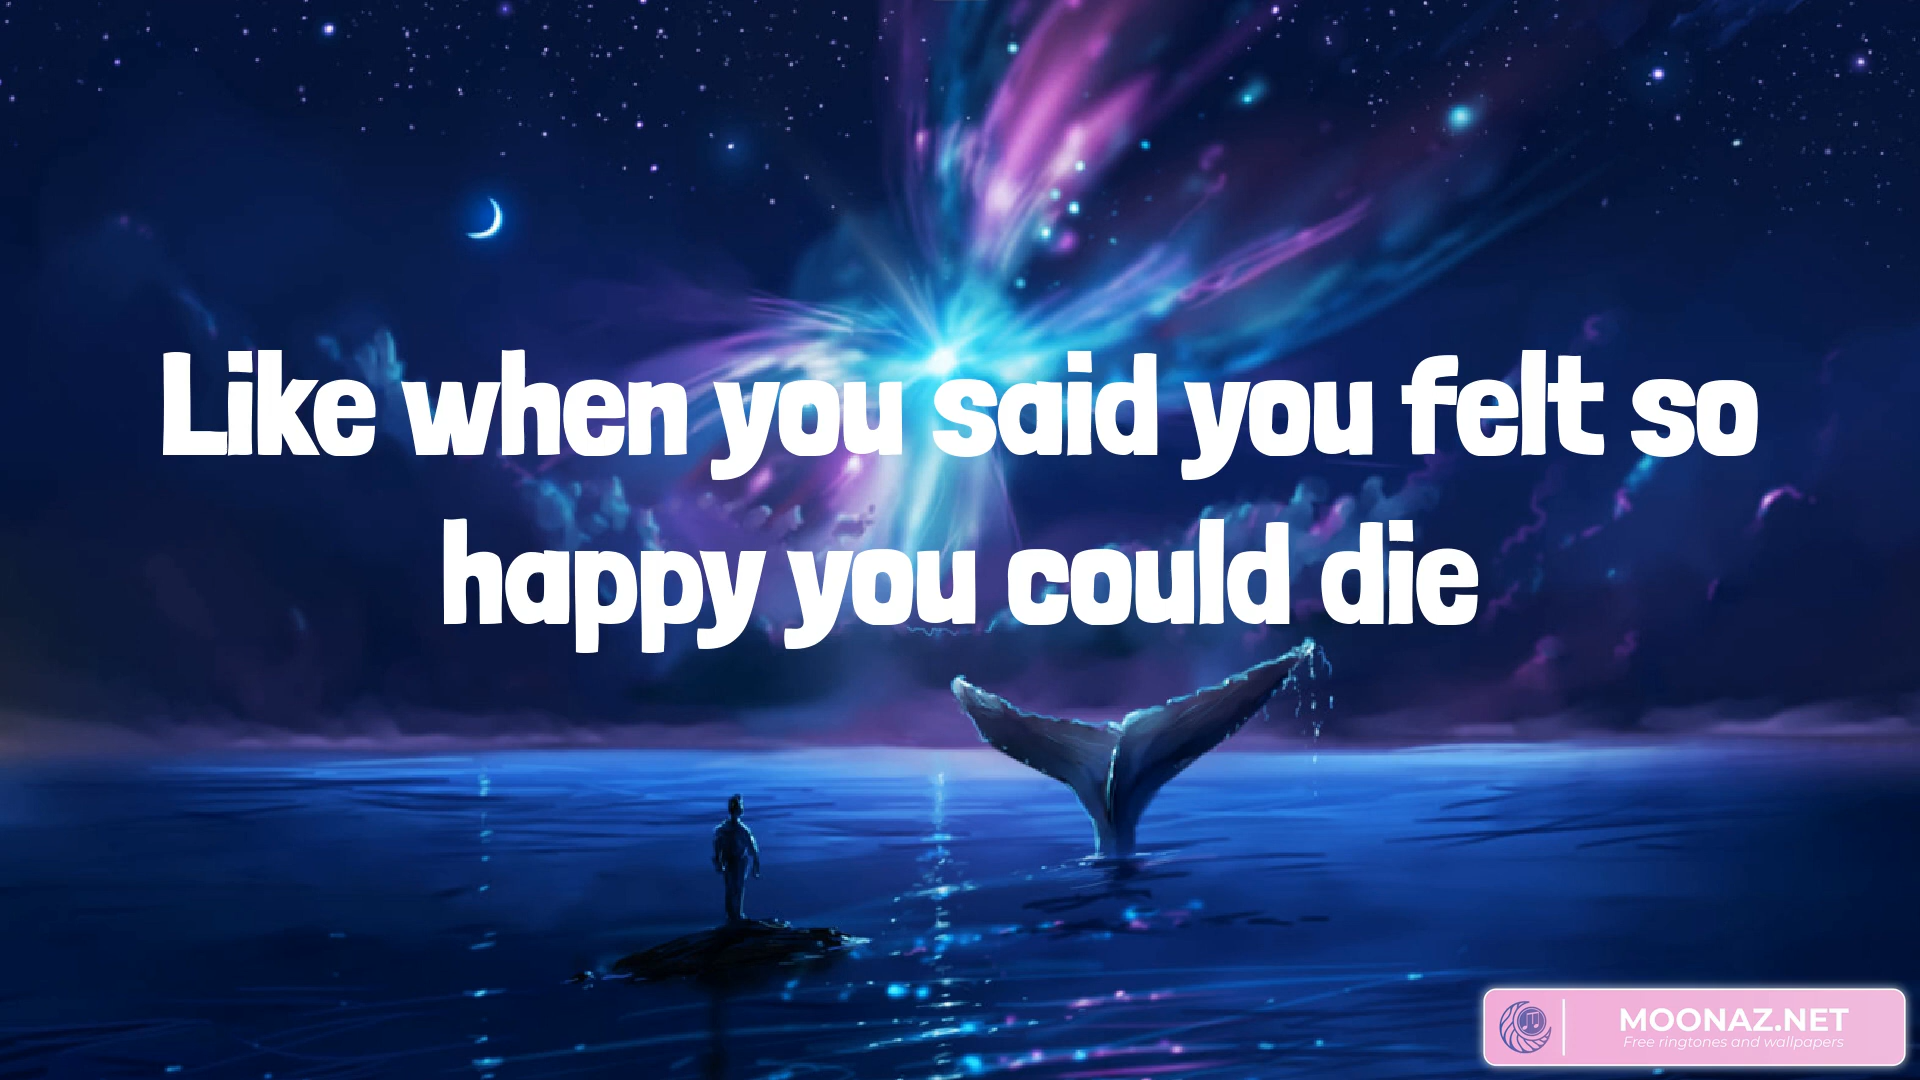 Like when you said you felt so
happy you could die
MOONAZ.NET
Free ringtones and wallpapers